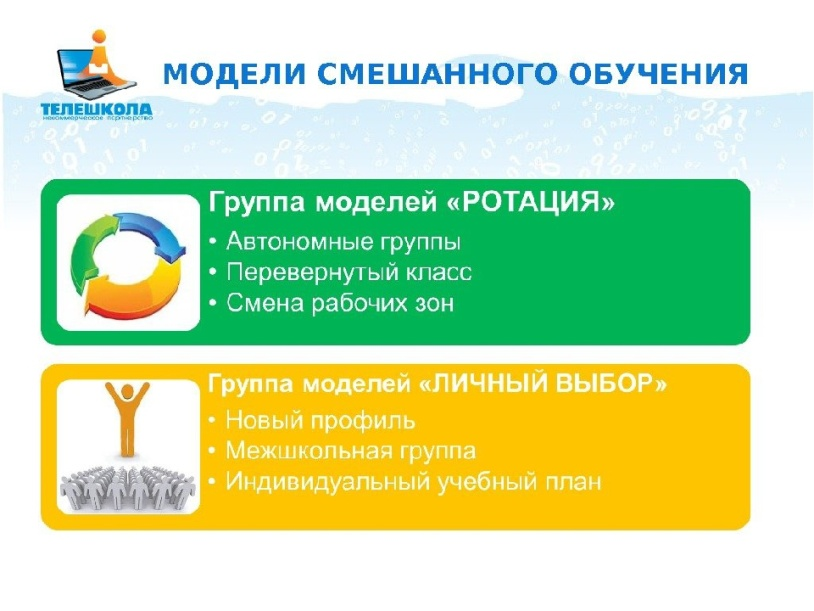 МОДЕЛИ СМЕШАННОГО ОБУЧЕНИЯ
ТЕЛЕШКОЛА
некоммерческое партнерство
Группа моделей «РОТАЦИЯ»
• Автономные группы
• Перевернутый класс
• Смена рабочих зон
Группа моделей «ЛИЧНЫЙ ВЫБОР»
• Новый профиль
• Межшкольная группа
• Индивидуальный учебный план